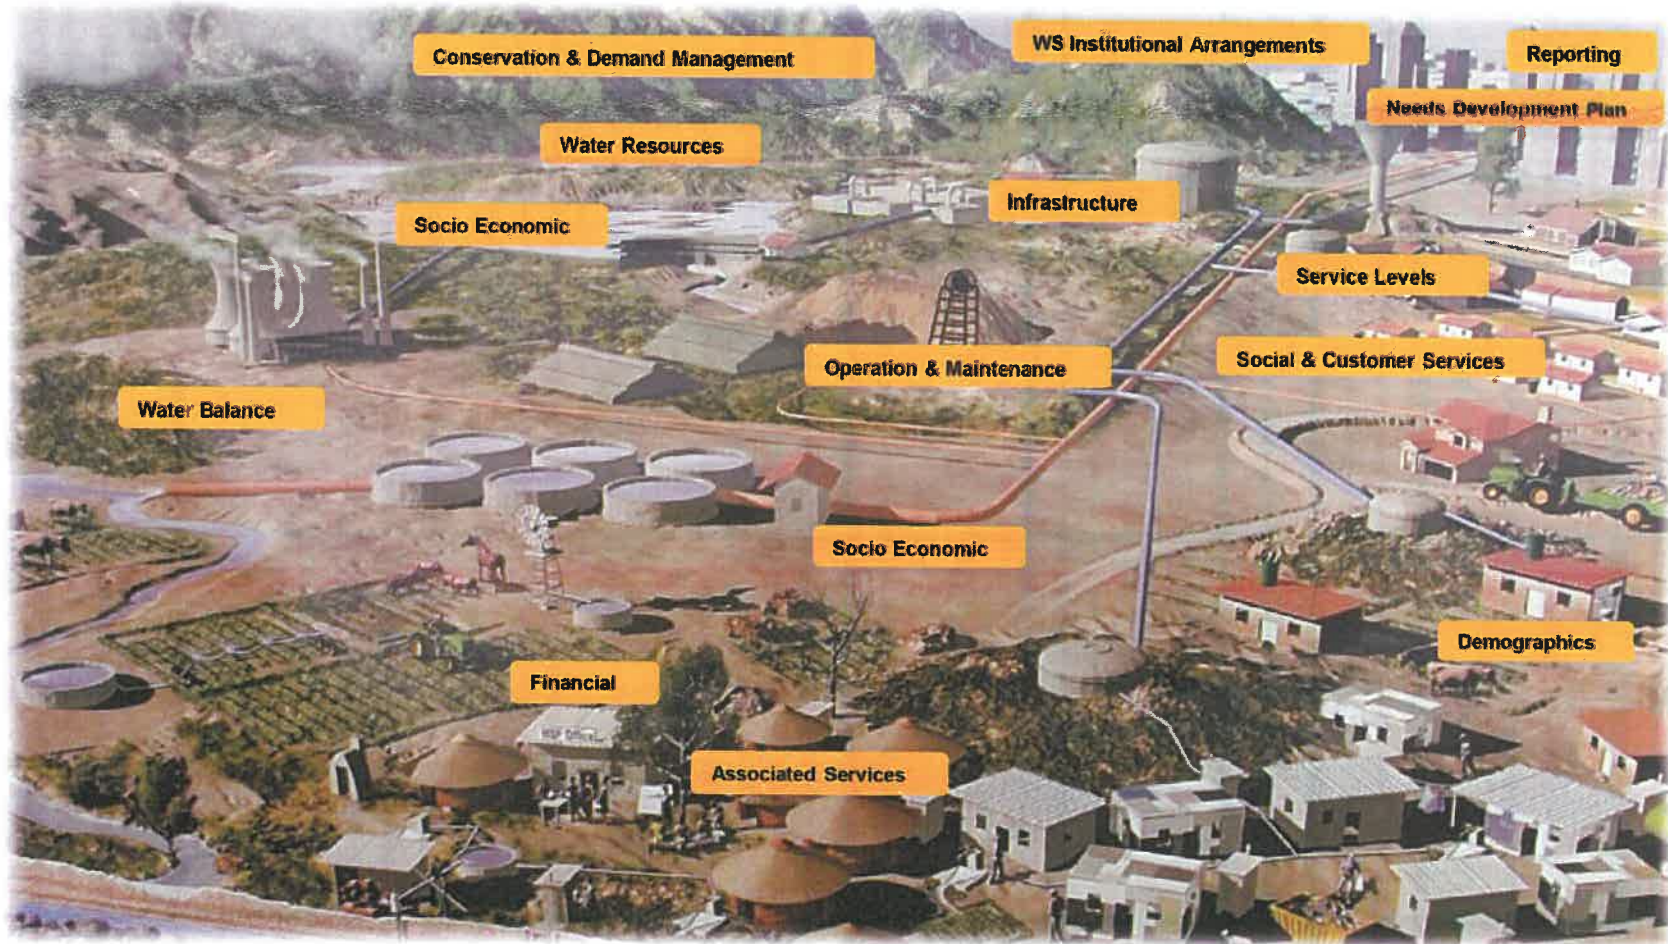 Conservation & Demand Management
WS Institutional Arrangements
Reporting
Needs Development Plan
Water Resources
Infrastructure
Socio Economic
Service Levels
Operation & Maintenance
Social & Customer Services
Water Balance
Socio Economic
Demographics
Financial
Associated Services